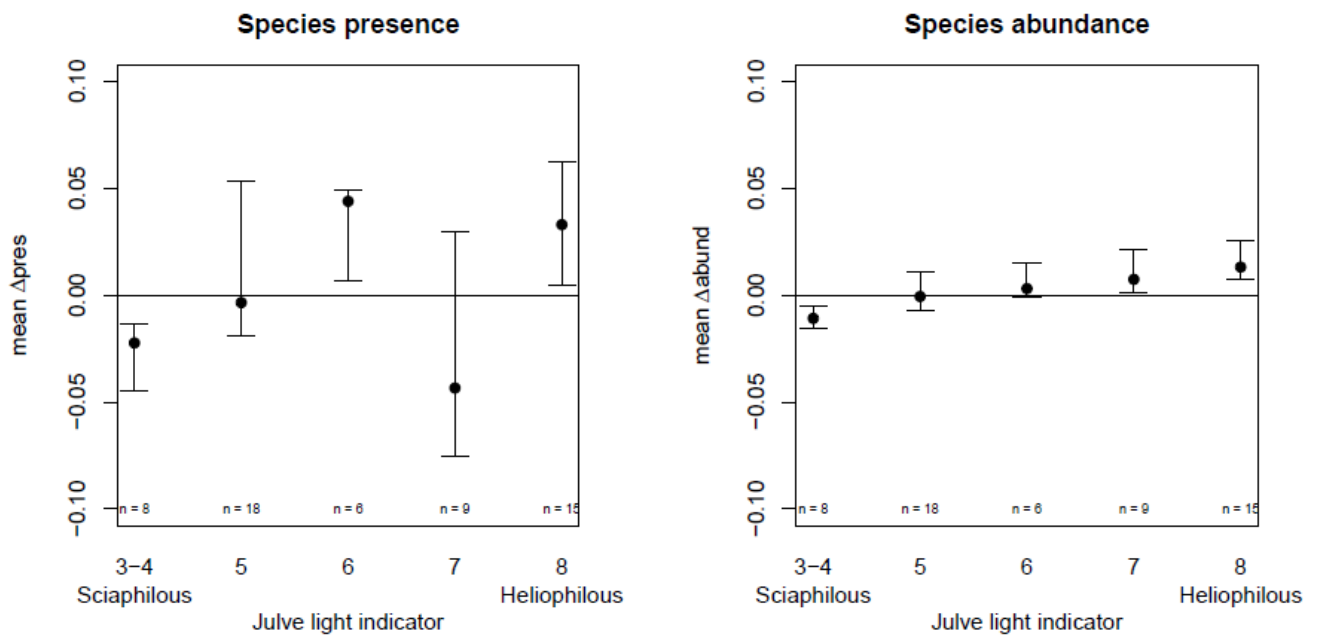 Species presence
mean Δpres
0.10
0.05
0.00
−0.05
−0.10
n = 8 n = 18 n = 6 n = 9 n = 15
3−4 5 6 7 8
Sciaphilous Heliophilous
Julve light indicator
Species abundance
mean Δabund
0.10
0.05
0.00
−0.05
−0.10
n = 8 n = 18 n = 6 n = 9 n = 15
3−4 5 6 7 8
Sciaphilous Heliophilous
Julve light indicator